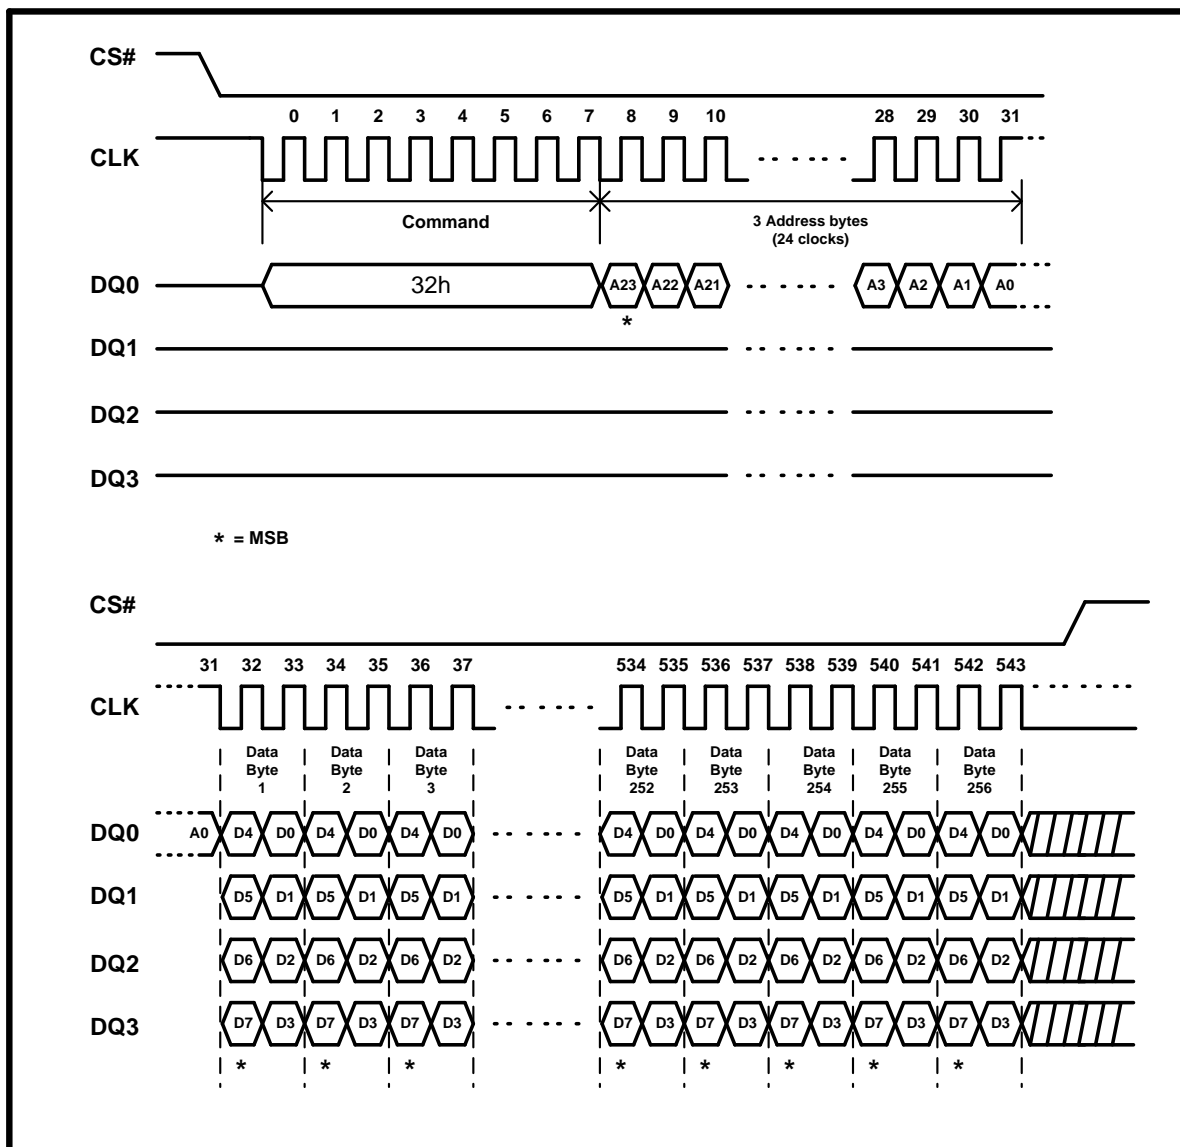 CS#
0 1 2 3 4 5 6 7 8 9 10 28 29 30 31
CLK
Command
3 Address bytes
(24 clocks)
DQ0 32h A23 A22 A21 A3 A2 A1 A0
*
DQ1
DQ2
DQ3
* = MSB
CS#
31 32 33 34 35 36 37 534 535 536 537 538 539 540 541 542 543
CLK
Data Data Data Data Data Data Data Data
Byte Byte Byte Byte Byte Byte Byte Byte
1 2 3 252 253 254 255 256
DQ0 A0 D4 D0 D4 D0 D4 D0 D4 D0 D4 D0 D4 D0 D4 D0 D4 D0
DQ1 D5 D1 D5 D1 D5 D1 D5 D1 D5 D1 D5 D1 D5 D1 D5 D1
DQ2 D6 D2 D6 D2 D6 D2 D6 D2 D6 D2 D6 D2 D6 D2 D6 D2
DQ3 D7 D3 D7 D3 D7 D3 D7 D3 D7 D3 D7 D3 D7 D3 D7 D3
* * * * * * * *